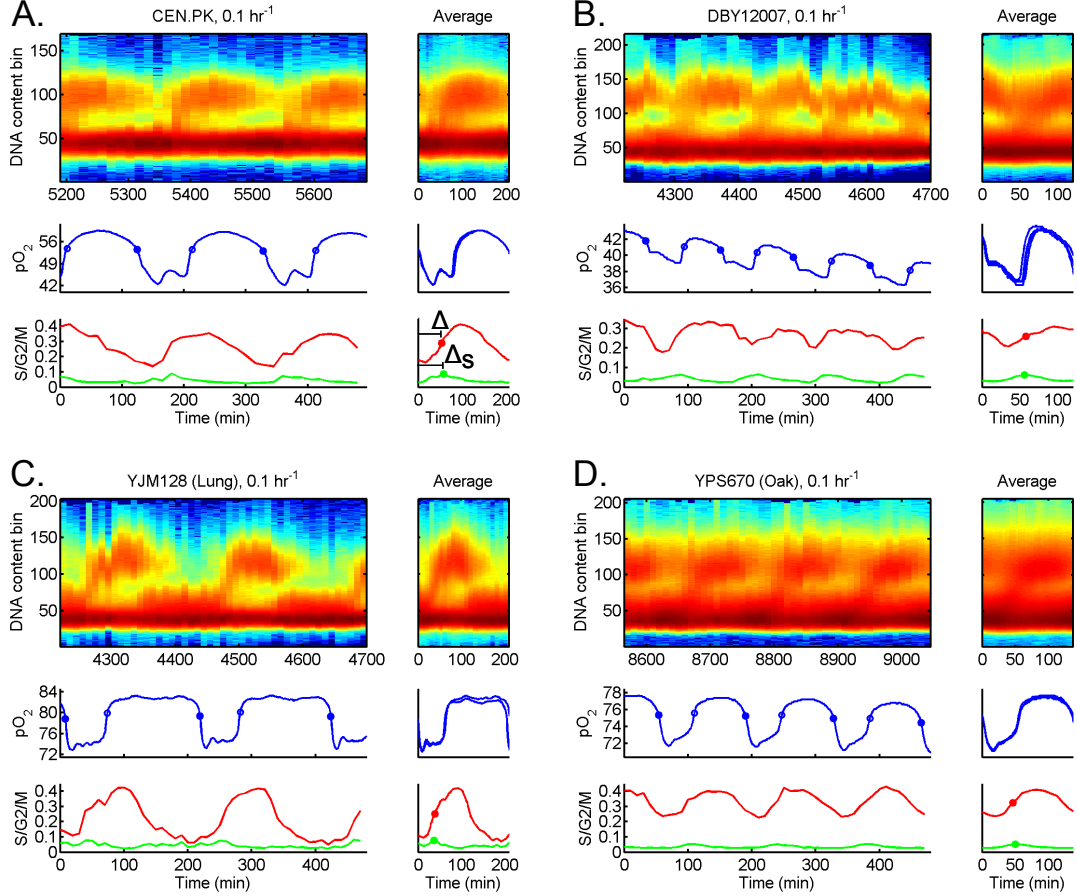 A.
CEN.PK, 0.1 hr⁻¹
Average
DNA content bin
150
100
50
5200 5300 5400 5500 5600
0 100 200
pO₂
56
49
42
S/G2/M
0.4
0.3
0.2
0.1
0
Δ
Δs
0 100 200 300 400
Time (min)
0 100 200
Time (min)
B.
DBY12007, 0.1 hr⁻¹
Average
DNA content bin
200
150
100
50
4300 4400 4500 4600 4700
0 50 100
pO₂
42
40
38
36
S/G2/M
0.3
0.2
0.1
0
0 100 200 300 400
Time (min)
0 50 100
Time (min)
C.
YJM128 (Lung), 0.1 hr⁻¹
Average
DNA content bin
200
150
100
50
4300 4400 4500 4600 4700
0 100 200
pO₂
84
80
76
72
S/G2/M
0.4
0.3
0.2
0.1
0
0 100 200 300 400
Time (min)
0 50 100 150 200
Time (min)
D.
YPS670 (Oak), 0.1 hr⁻¹
Average
DNA content bin
200
150
100
50
8600 8700 8800 8900 9000
0 50 100
pO₂
78
76
74
72
S/G2/M
0.4
0.3
0.2
0.1
0
0 100 200 300 400
Time (min)
0 50 100
Time (min)